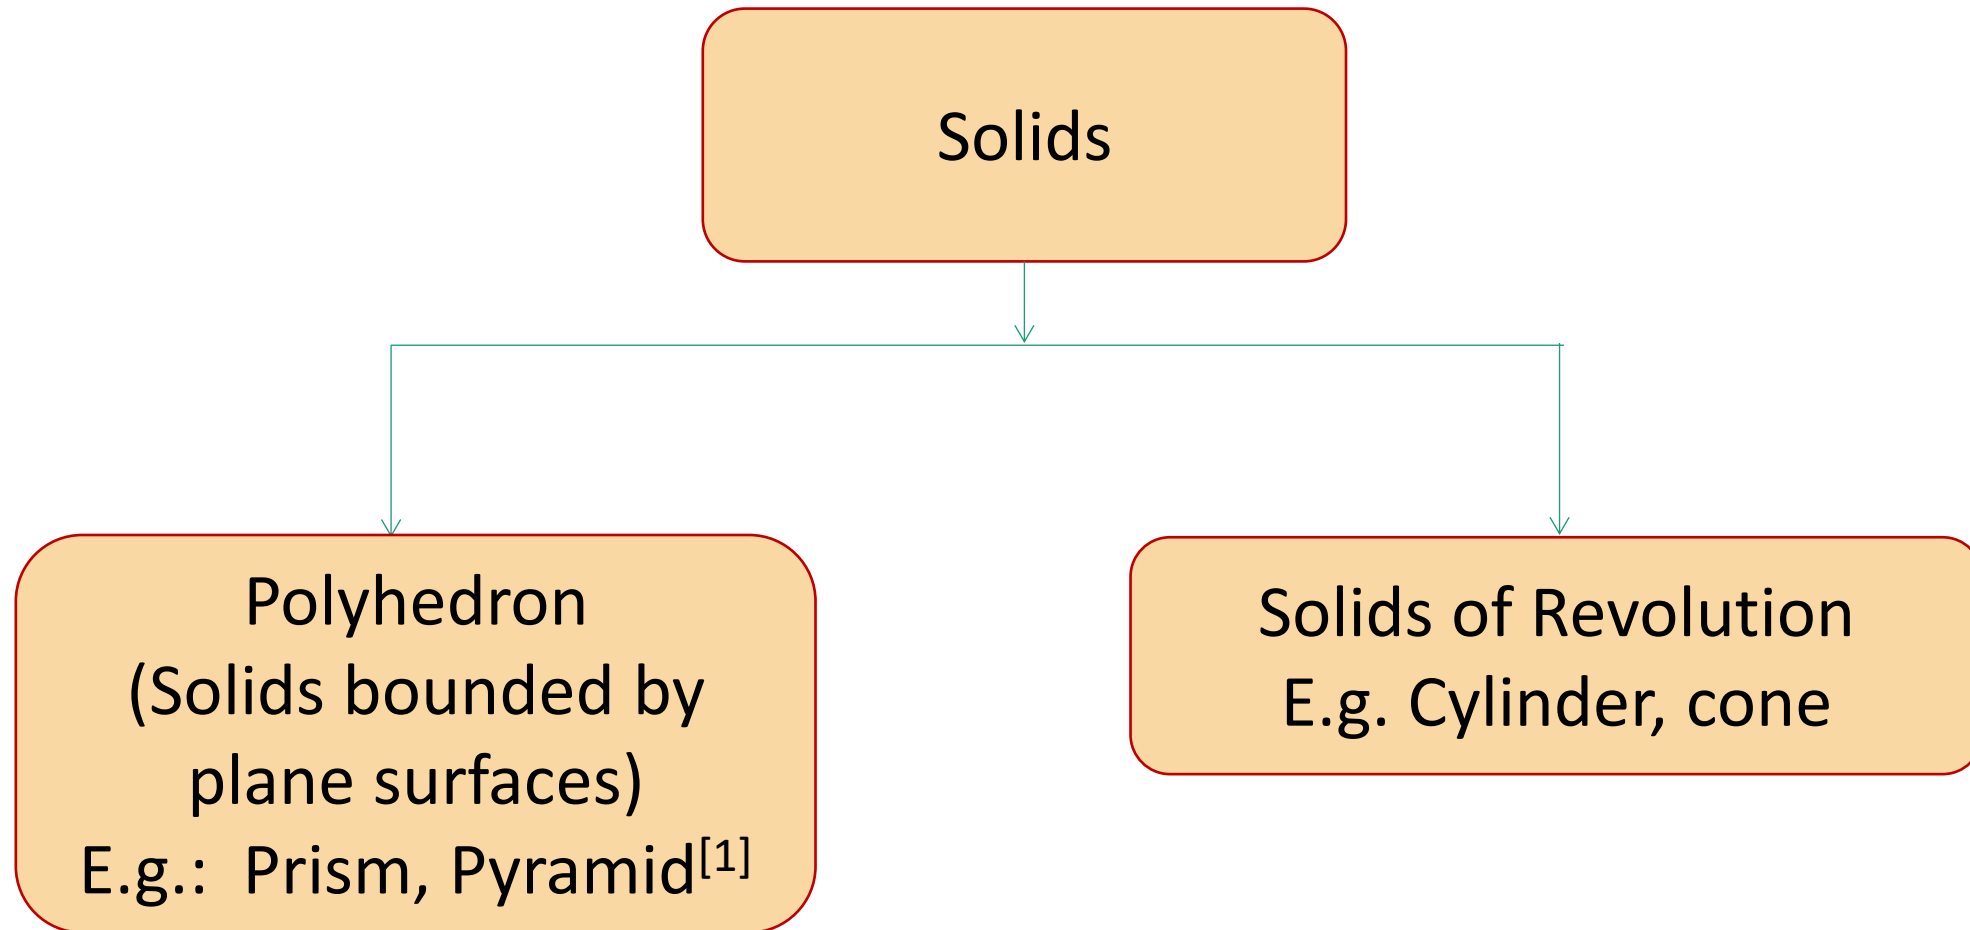 Solids
Polyhedron
(Solids bounded by
plane surfaces)
E.g.:  Prism, Pyramid[1]
Solids of Revolution
E.g. Cylinder, cone